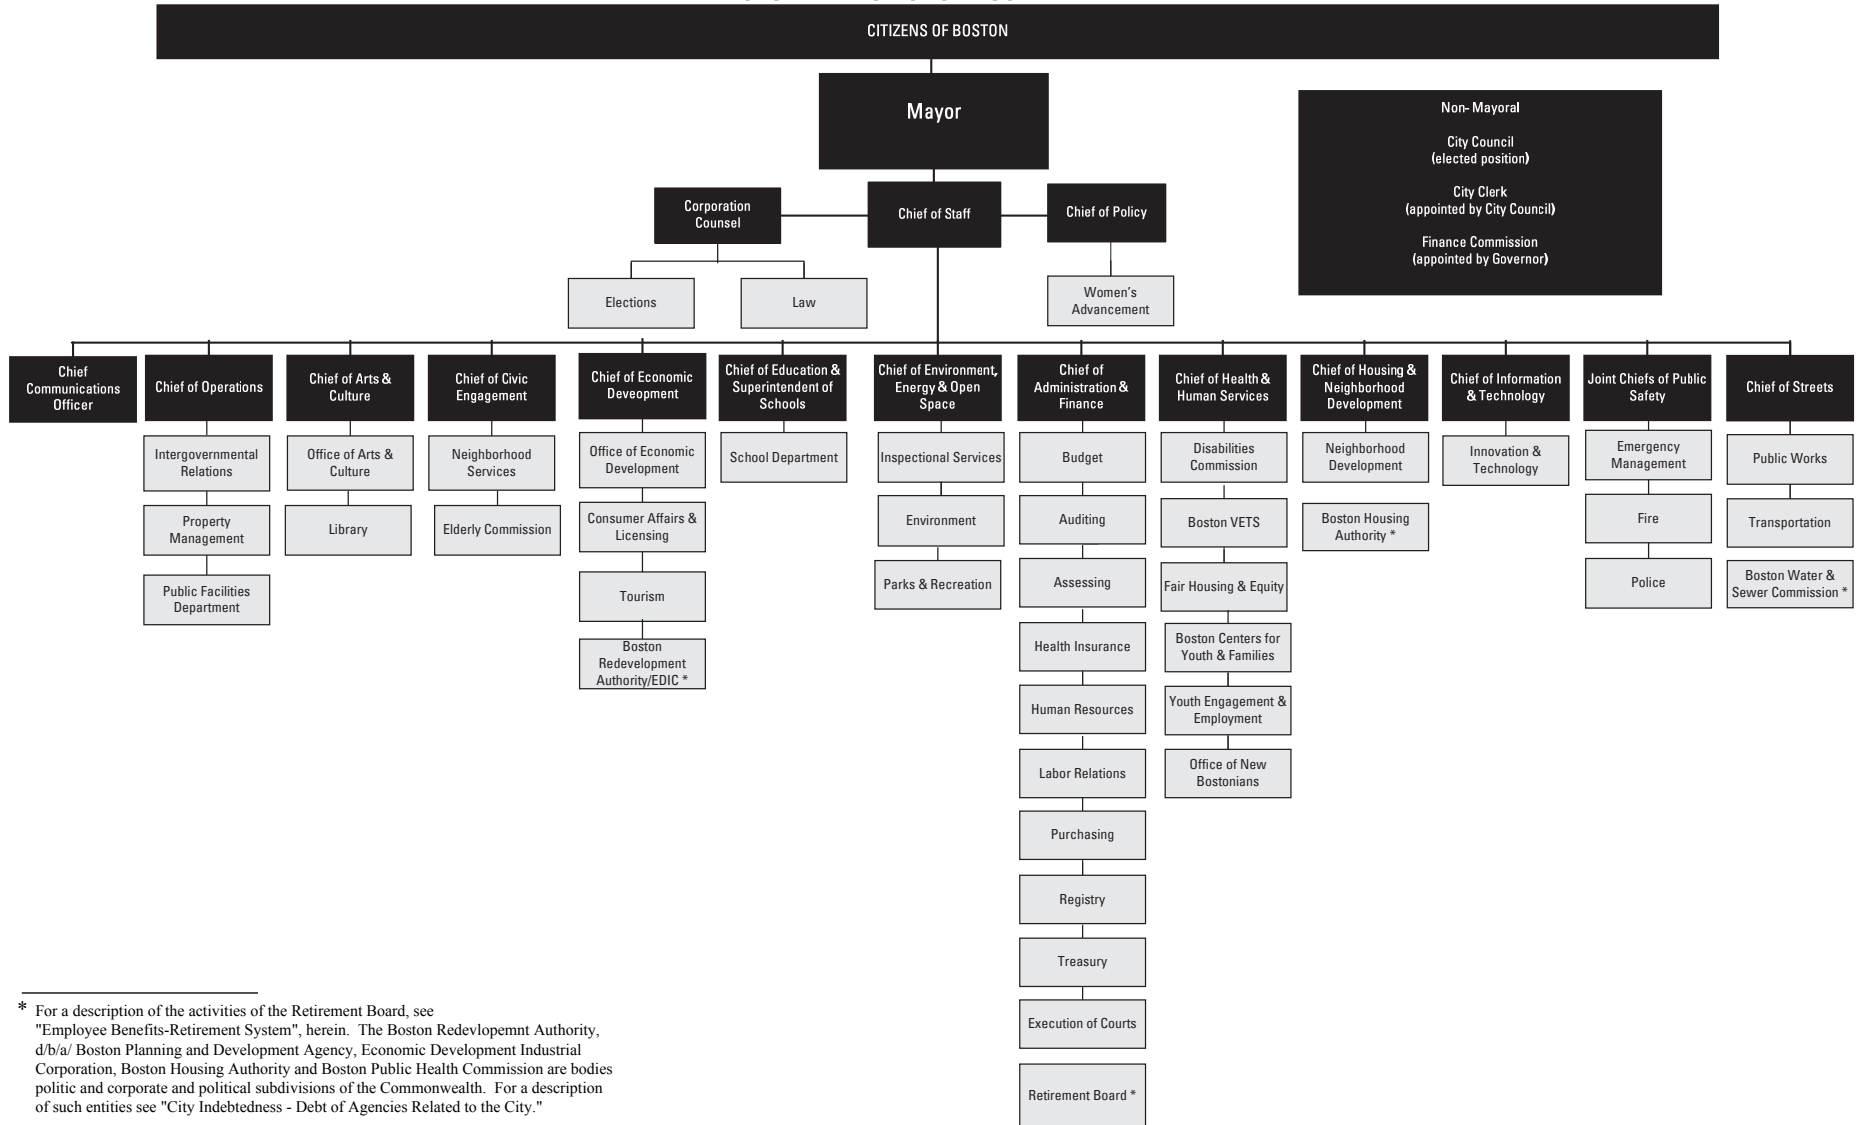 CITIZENS OF BOSTON
Mayor
Non- Mayoral
City Council
(elected position)
City Clerk
(appointed by City Council)
Finance Commission
(appointed by Governor)
Corporation
Counsel
Chief of Staff
Chief of Policy
Elections
Law
Women's
Advancement
Chief
Communications
Officer
Chief of Operations
Intergovernmental
Relations
Property
Management
Public Facilities
Department
Chief of Arts &
Culture
Office of Arts &
Culture
Library
Chief of Civic
Engagement
Neighborhood
Services
Elderly Commission
Chief of Economic
Deveopment
Office of Economic
Development
Consumer Affairs &
Licensing
Tourism
Boston
Redevelopment
Authority/EDIC *
Chief of Education &
Superintendent of
Schools
School Department
Chief of Environment,
Energy & Open
Space
Inspectional Services
Environment
Parks & Recreation
Chief of
Administration &
Finance
Budget
Auditing
Assessing
Health Insurance
Human Resources
Labor Relations
Purchasing
Registry
Treasury
Execution of Courts
Retirement Board *
Chief of Health &
Human Services
Disabilities
Commission
Boston VETS
Fair Housing & Equity
Boston Centers for
Youth & Families
Youth Engagement &
Employment
Office of New
Bostonians
Chief of Housing &
Neighborhood
Development
Neighborhood
Development
Boston Housing
Authority *
Chief of Information
& Technology
Innovation &
Technology
Joint Chiefs of Public
Safety
Emergency
Management
Fire
Police
Chief of Streets
Public Works
Transportation
Boston Water &
Sewer Commission *
* For a description of the activities of the Retirement Board, see
"Employee Benefits-Retirement System", herein. The Boston Redevlopemnt Authority,
d/b/a/ Boston Planning and Development Agency, Economic Development Industrial
Corporation, Boston Housing Authority and Boston Public Health Commission are bodies
politic and corporate and political subdivisions of the Commonwealth. For a description
of such entities see "City Indebtedness - Debt of Agencies Related to the City."